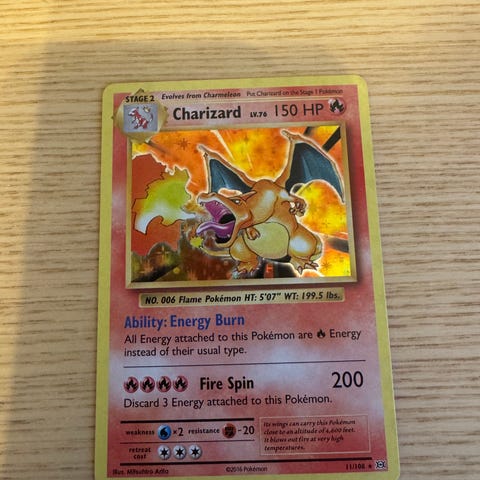 STAGE 2 Evolves from Charmeleon Put Charizard on the Stage 1 Pokémon
Charizard LV.76 150 HP
NO. 006 Flame Pokémon HT: 5'07" WT: 199.5 lbs.
Ability: Energy Burn
All Energy attached to this Pokémon are Energy
instead of their usual type.
Fire Spin 200
Discard 3 Energy attached to this Pokémon.
weakness ×2 resistance -20
retreat
cost
Its wings can carry this Pokémon
close to an altitude of 4,600 feet.
It blows out fire at very high
temperatures.
Illus. Mitsuhiro Arita ©2016 Pokémon 11/108 ★